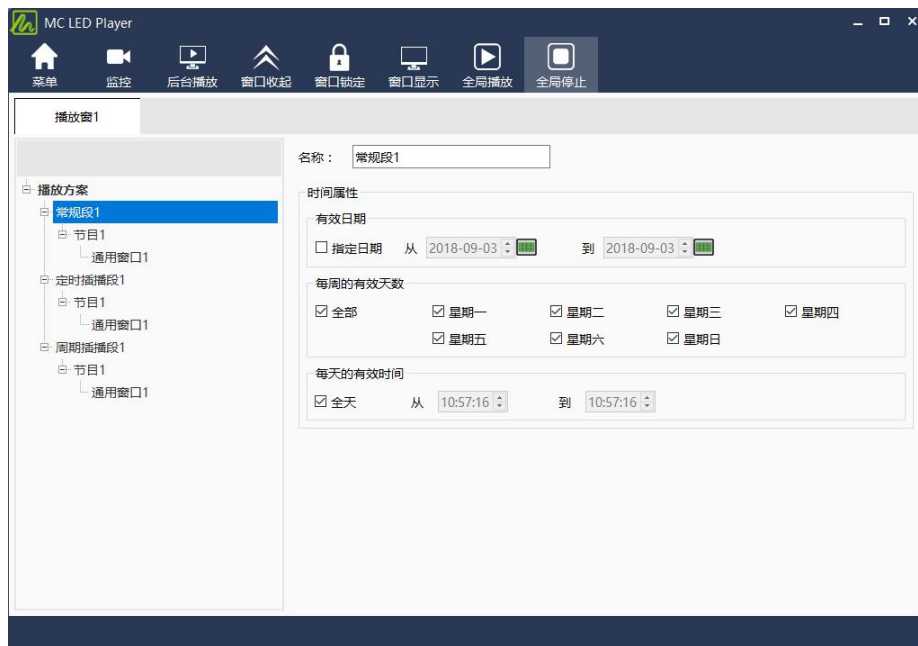 MC LED Player
菜单 监控 后台播放 窗口收起 窗口锁定 窗口显示 全局播放 全局停止
播放窗1
名称： 常规段1
播放方案
常规段1
节目1
通用窗口1
定时插播段1
节目1
通用窗口1
周期插播段1
节目1
通用窗口1
时间属性
有效日期
指定日期 从 2018-09-03 到 2018-09-03
每周的有效天数
全部 星期一 星期二 星期三 星期四
星期五 星期六 星期日
每天的有效时间
全天 从 10:57:16 到 10:57:16